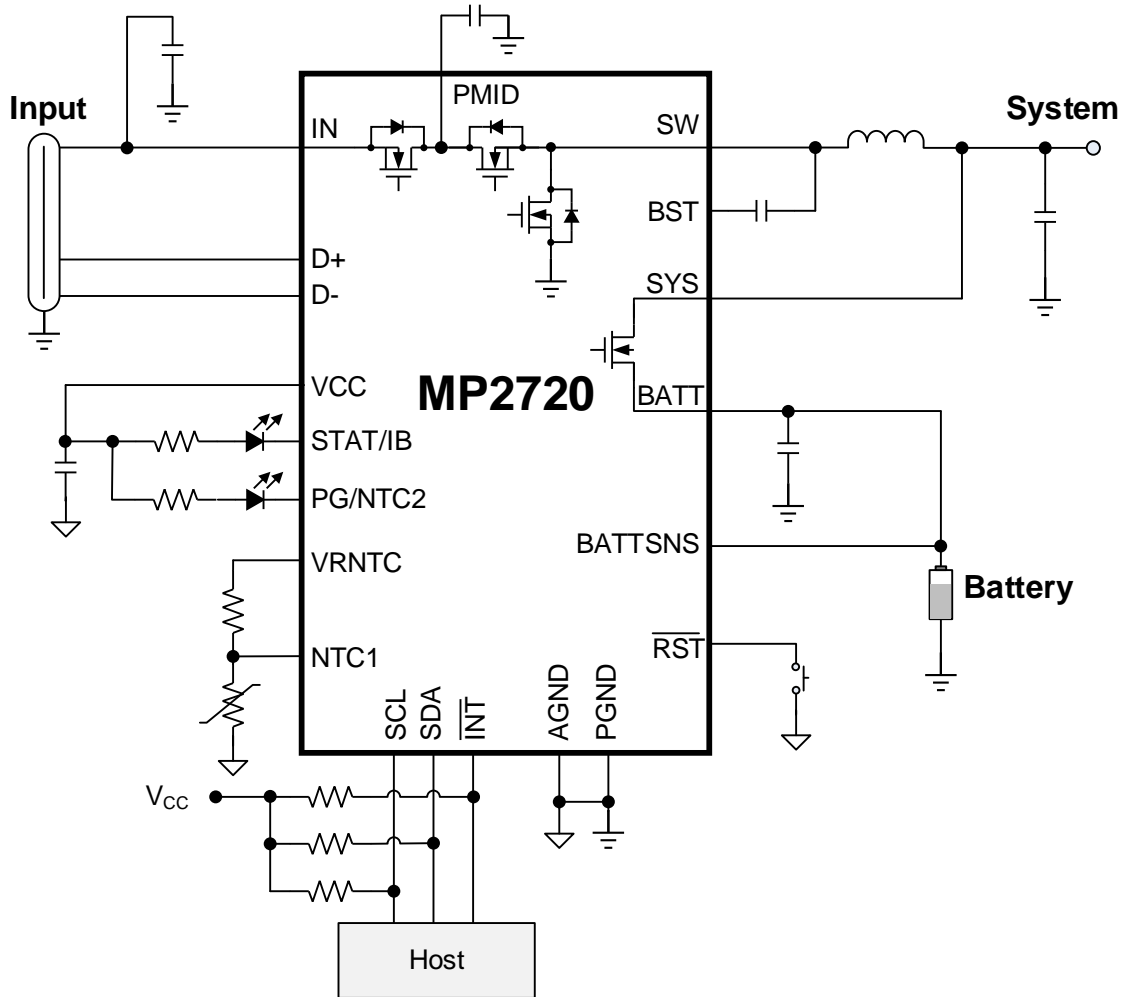 Input
PMID
System
IN
SW
BST
D+
D-
SYS
VCC
MP2720
BATT
STAT/IB
PG/NTC2
BATTSNS
VRNTC
Battery
NTC1
RST
SCL
SDA
INT
AGND
PGND
VCC
Host